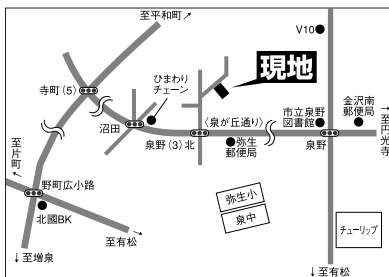 至平和町↗
V10
ひまわり
チェーン
現地
寺町(5)
金沢南
郵便局
市立泉野
図書館
〈泉が丘通り〉
→至円光寺
沼田
泉野(3)北
弥生
郵便局
泉野
至片町
↑
野町広小路
弥生小
泉中
北國BK
チューリップ
→
至有松
↓至増泉
↓至有松